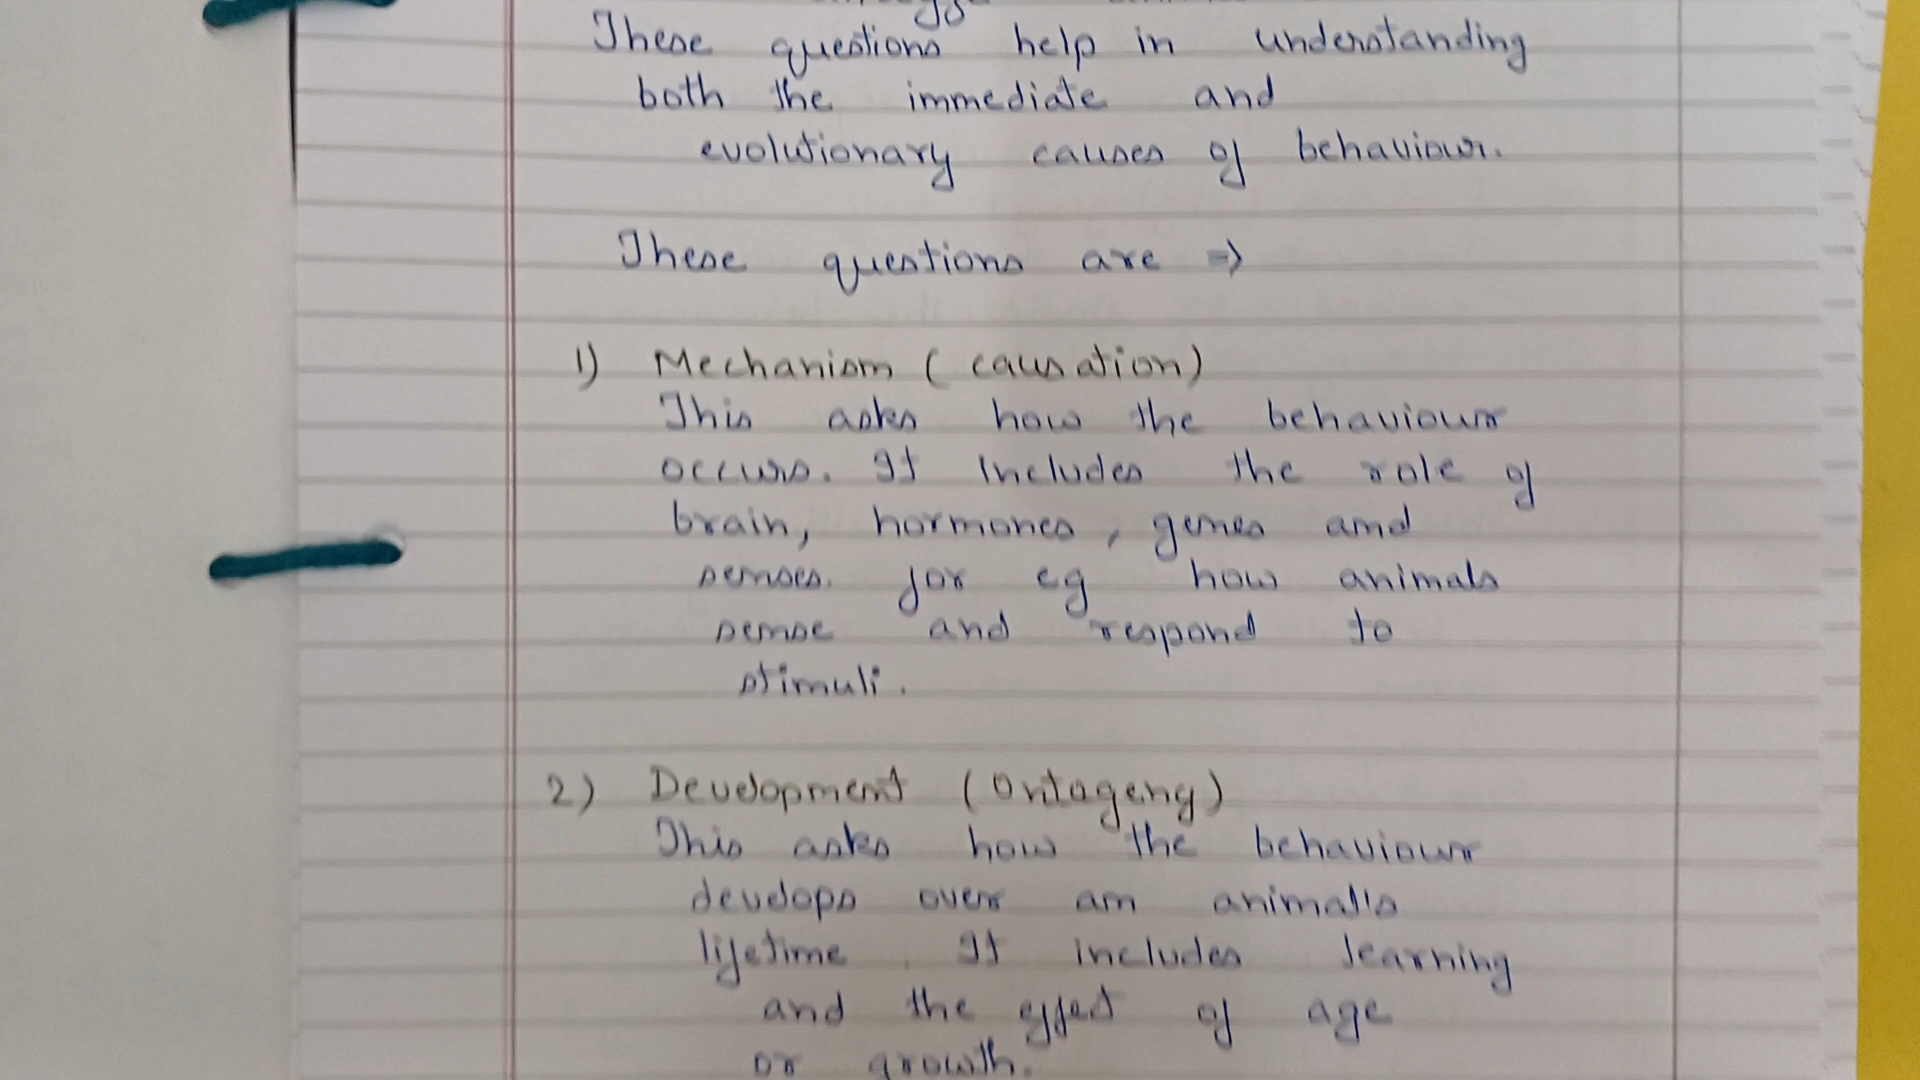 These questions help in understanding
both the immediate and
evolutionary causes of behaviour.
These questions are =>
1) Mechanism (causation)
This asks how the behaviour
occurs. It includes the role of
brain, hormones, genes and
senses. for eg how animals
sense and respond to
stimuli.
2) Development (Ontogeny)
This asks how the behaviour
develops over an animal's
lifetime. It includes learning
and the effect of age
or growth.